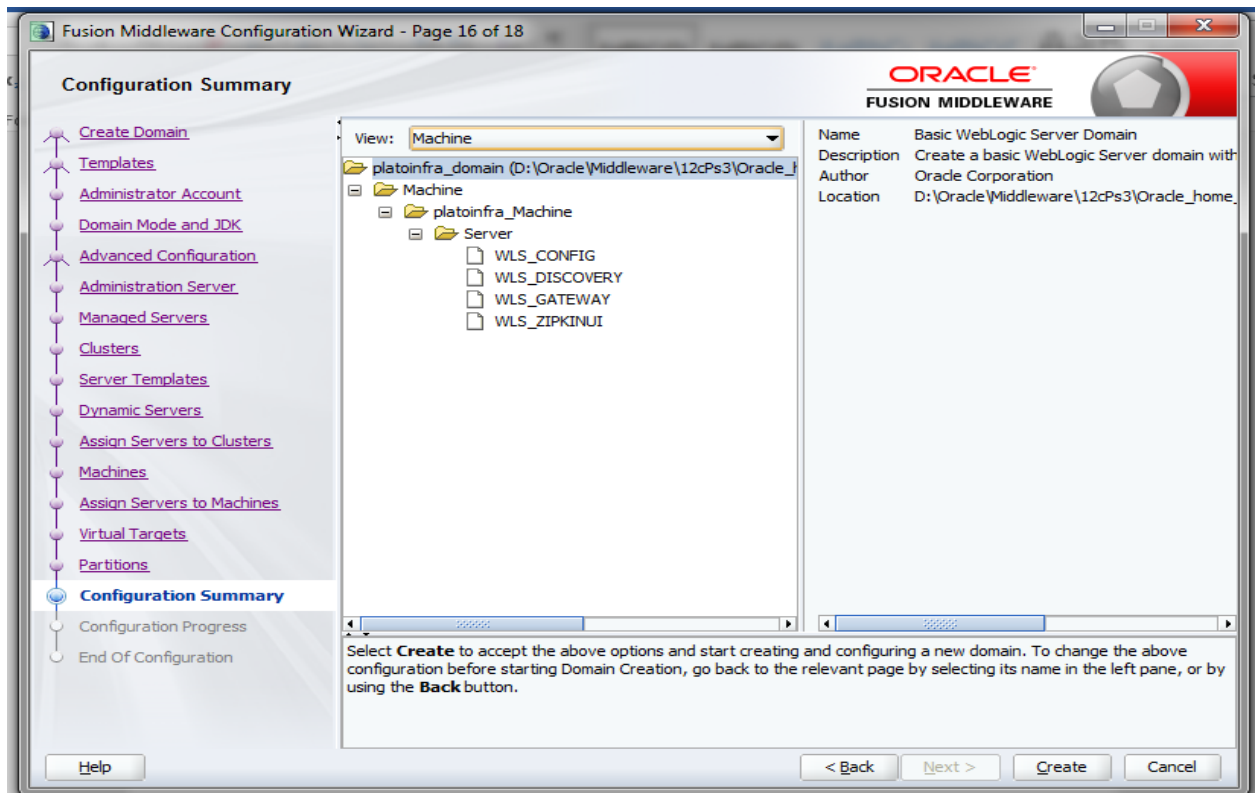 Fusion Middleware Configuration Wizard - Page 16 of 18
Configuration Summary
ORACLE
FUSION MIDDLEWARE
Create Domain
Templates
Administrator Account
Domain Mode and JDK
Advanced Configuration
Administration Server
Managed Servers
Clusters
Server Templates
Dynamic Servers
Assign Servers to Clusters
Machines
Assign Servers to Machines
Virtual Targets
Partitions
Configuration Summary
Configuration Progress
End Of Configuration
View: Machine
platoinfra_domain (D:\Oracle\Middleware\12cPs3\Oracle_h
Machine
platoinfra_Machine
Server
WLS_CONFIG
WLS_DISCOVERY
WLS_GATEWAY
WLS_ZIPKINUI
Name Basic WebLogic Server Domain
Description Create a basic WebLogic Server domain with
Author Oracle Corporation
Location D:\Oracle\Middleware\12cPs3\Oracle_home_
Select Create to accept the above options and start creating and configuring a new domain. To change the above
configuration before starting Domain Creation, go back to the relevant page by selecting its name in the left pane, or by
using the Back button.
Help
< Back
Next >
Create
Cancel